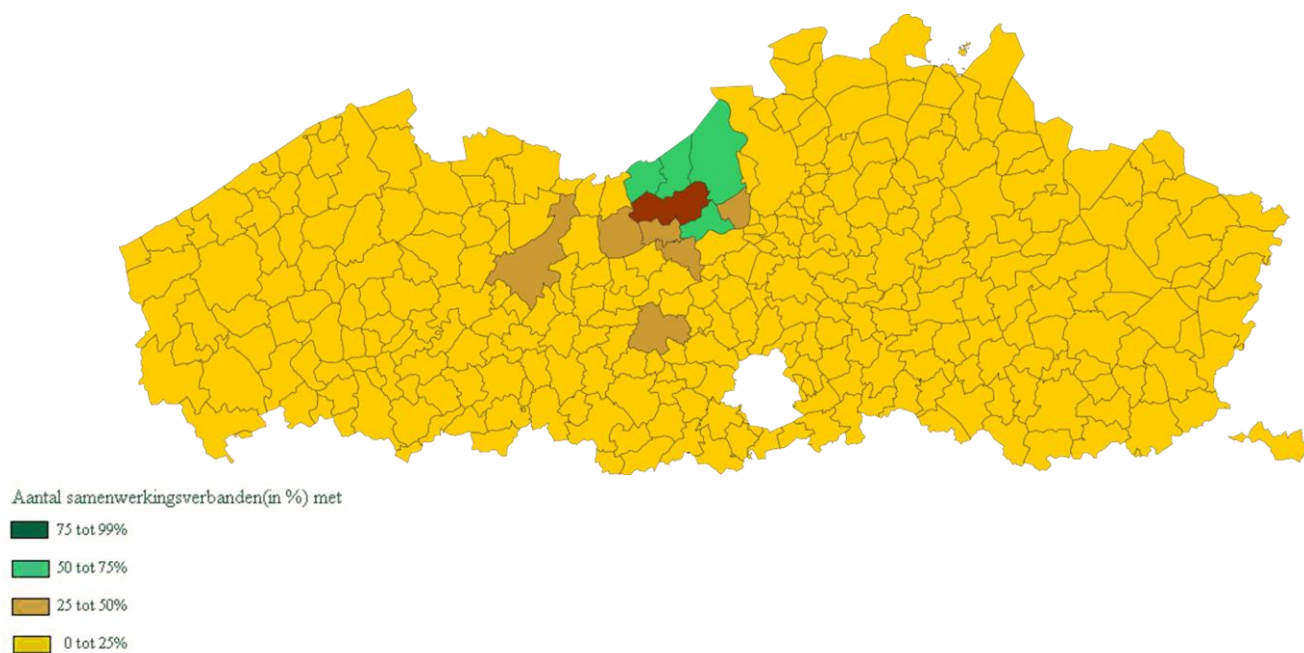 Aantal samenwerkingsverbanden(in %) met
75 tot 99%
50 tot 75%
25 tot 50%
0 tot 25%